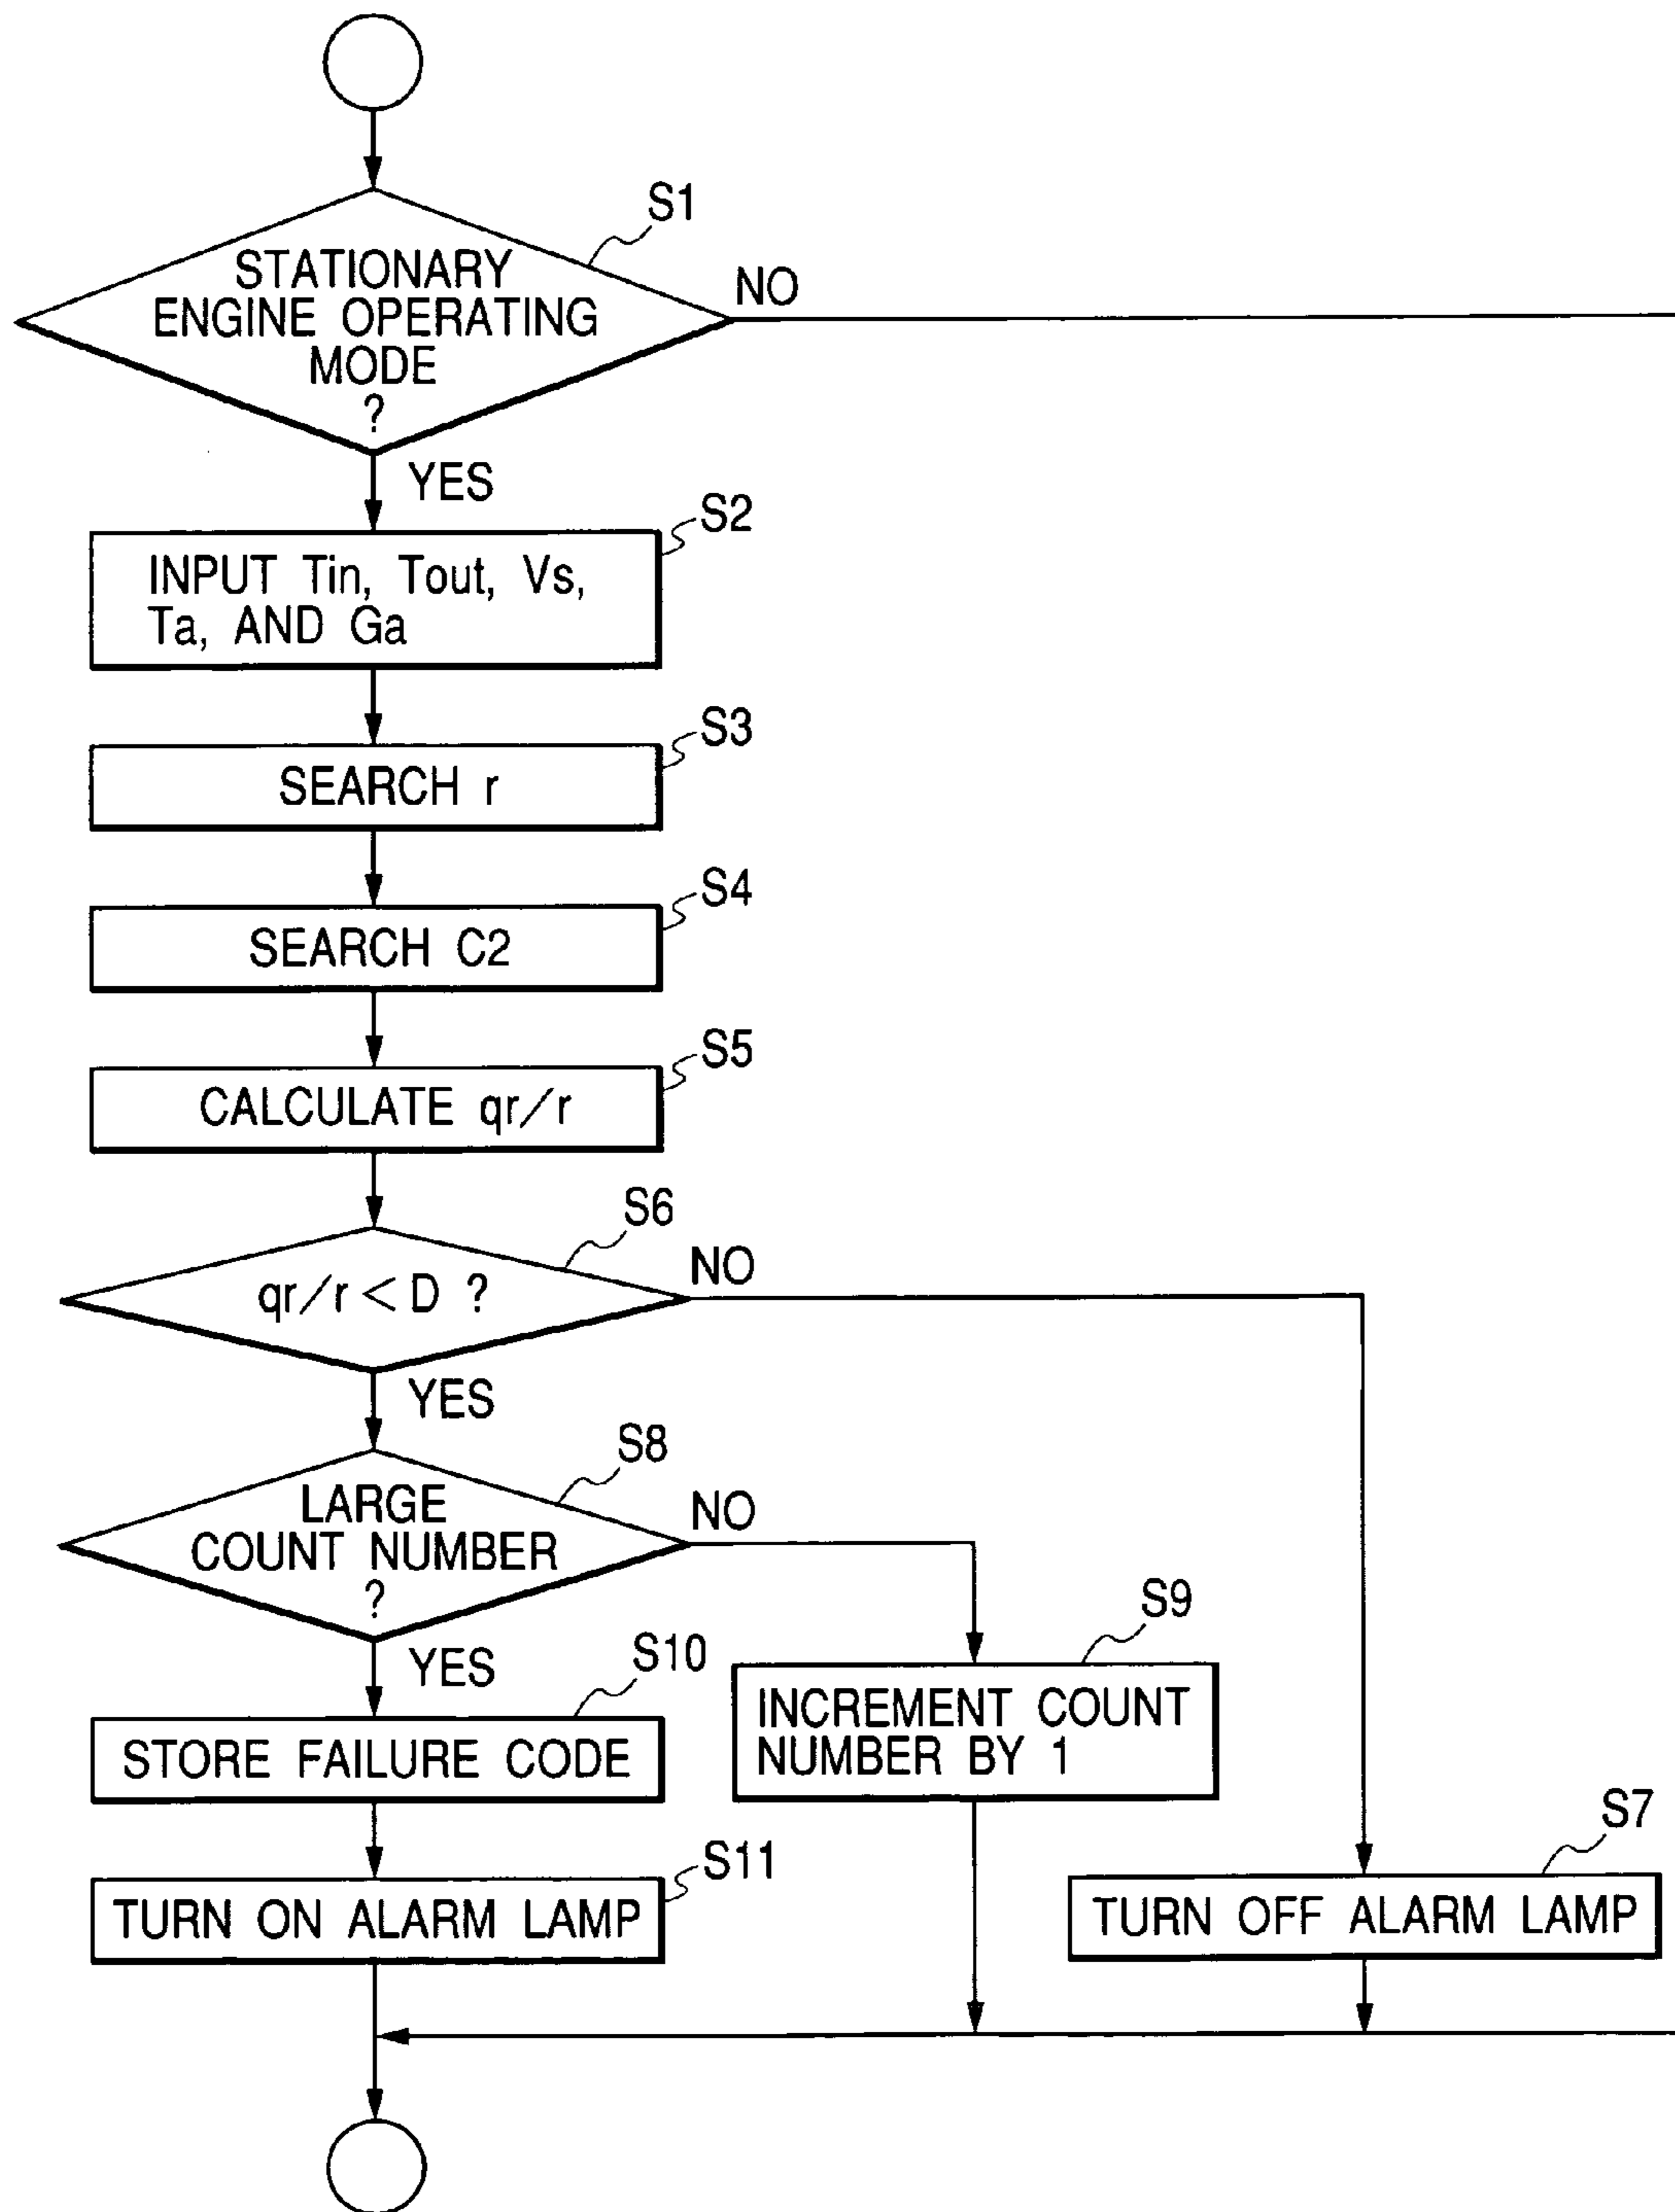 S1
STATIONARY
ENGINE OPERATING
MODE
?
NO
YES
S2
INPUT Tin, Tout, Vs,
Ta, AND Ga
S3
SEARCH r
S4
SEARCH C2
S5
CALCULATE qr/r
S6
qr/r < D ?
NO
YES
S8
LARGE
COUNT NUMBER
?
NO
YES
S9
INCREMENT COUNT
NUMBER BY 1
S10
STORE FAILURE CODE
S7
TURN OFF ALARM LAMP
S11
TURN ON ALARM LAMP